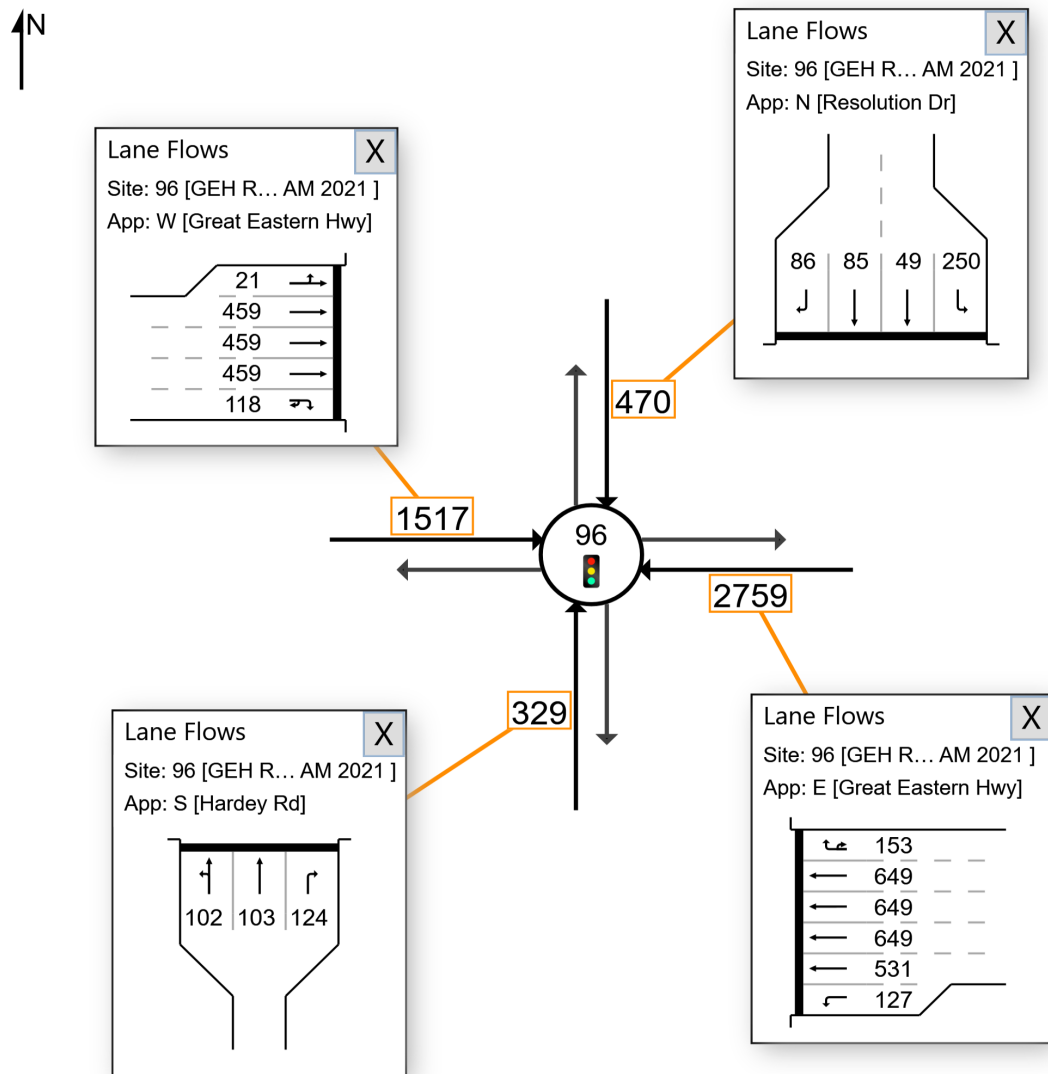 N
Lane Flows
X
Site: 96 [GEH R... AM 2021 ]
App: N [Resolution Dr]
86 85 49 250
Lane Flows
X
Site: 96 [GEH R... AM 2021 ]
App: W [Great Eastern Hwy]
21
459
459
459
118
470
1517
96
2759
329
Lane Flows
X
Site: 96 [GEH R... AM 2021 ]
App: S [Hardey Rd]
102 103 124
Lane Flows
X
Site: 96 [GEH R... AM 2021 ]
App: E [Great Eastern Hwy]
153
649
649
649
531
127